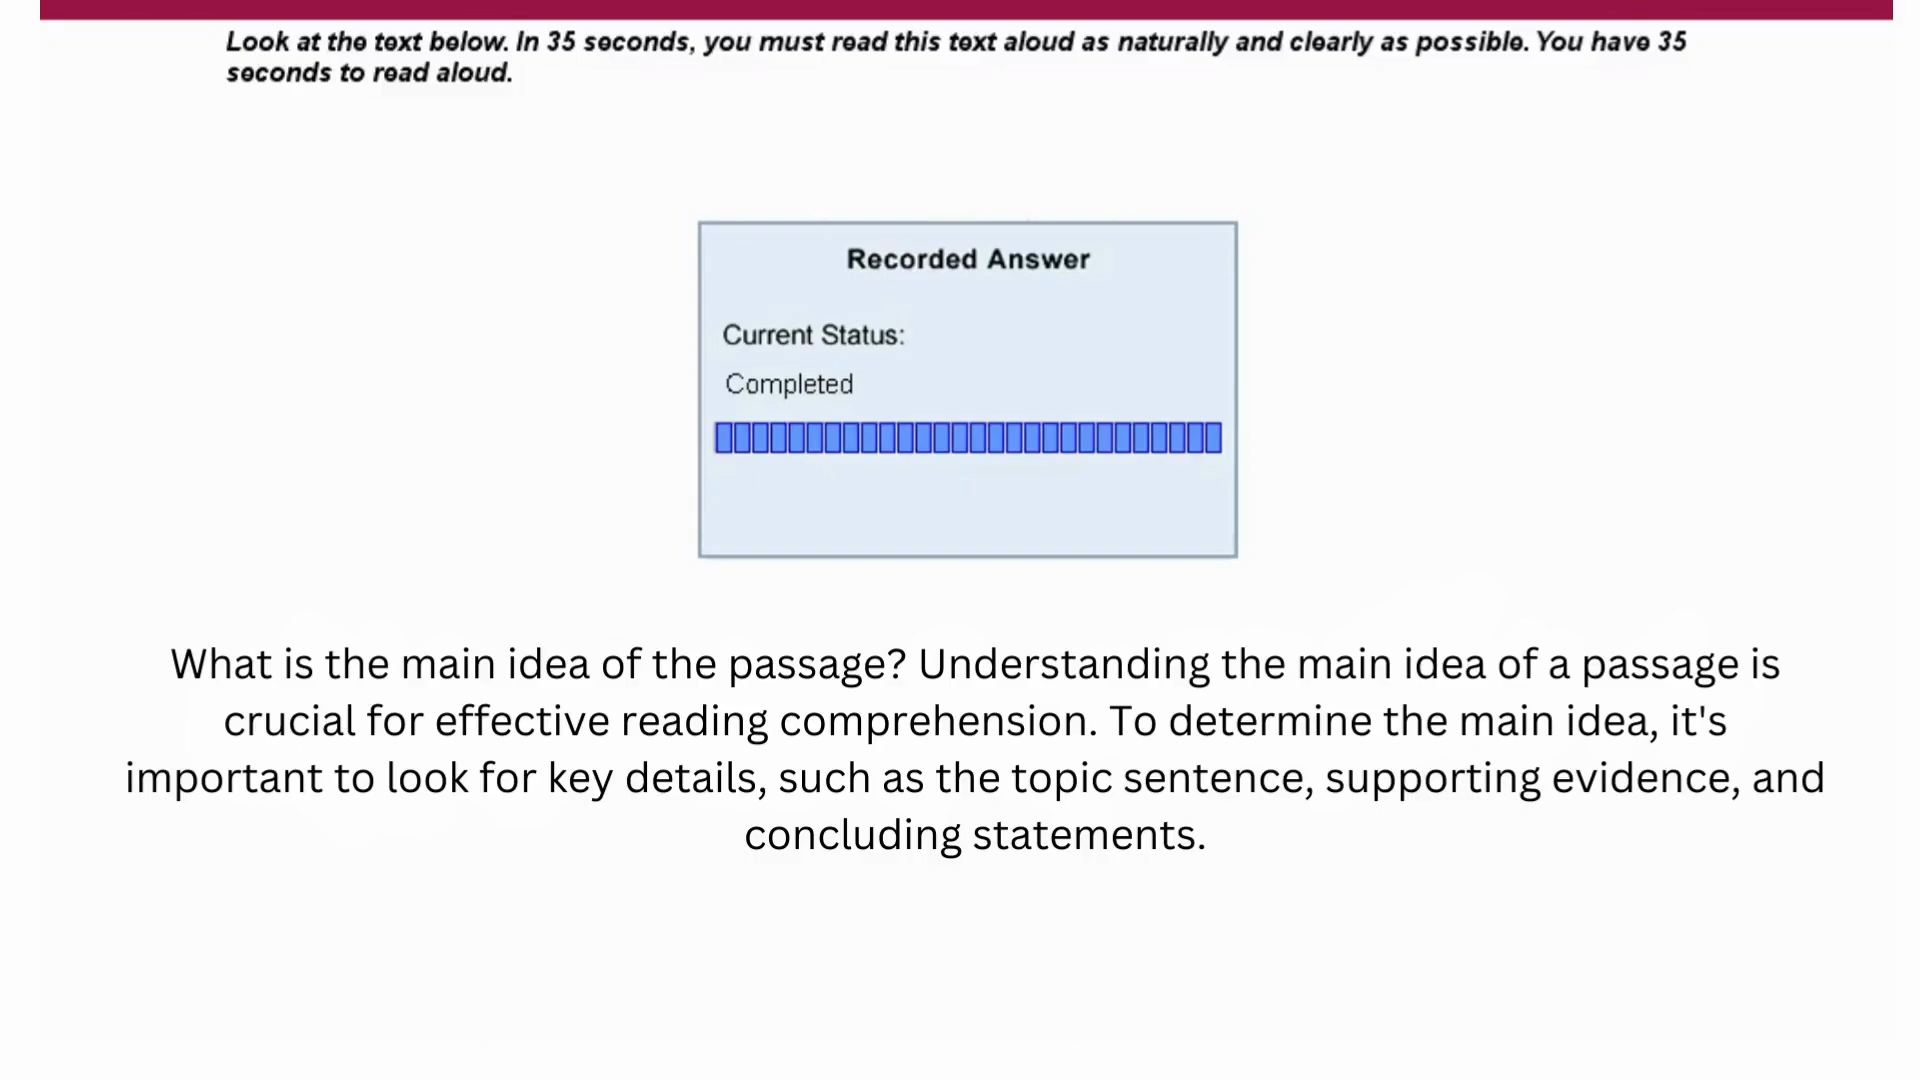 Look at the text below. In 35 seconds, you must read this text aloud as naturally and clearly as possible. You have 35
seconds to read aloud.
Recorded Answer
Current Status:
Completed
What is the main idea of the passage? Understanding the main idea of a passage is
crucial for effective reading comprehension. To determine the main idea, it's
important to look for key details, such as the topic sentence, supporting evidence, and
concluding statements.